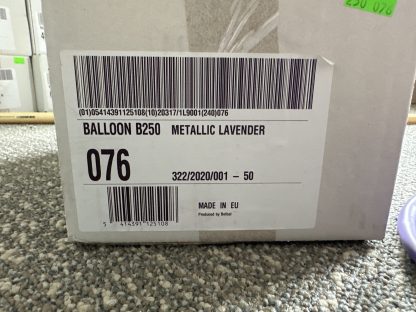 250 076
(01)05414391125108(10)20317/1L9001(240)076
BALLOON B250 METALLIC LAVENDER
076
322/2020/001 - 50
MADE IN EU
Produced by Belbal
5 414391 125108